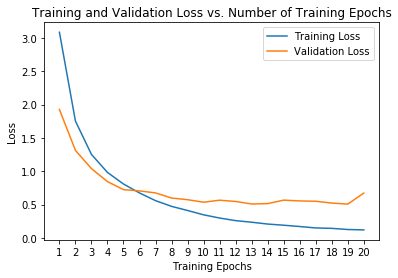 Training and Validation Loss vs. Number of Training Epochs
Training Loss
Validation Loss
3.0
2.5
2.0
1.5
1.0
0.5
0.0
Loss
1 2 3 4 5 6 7 8 9 10 11 12 13 14 15 16 17 18 19 20
Training Epochs